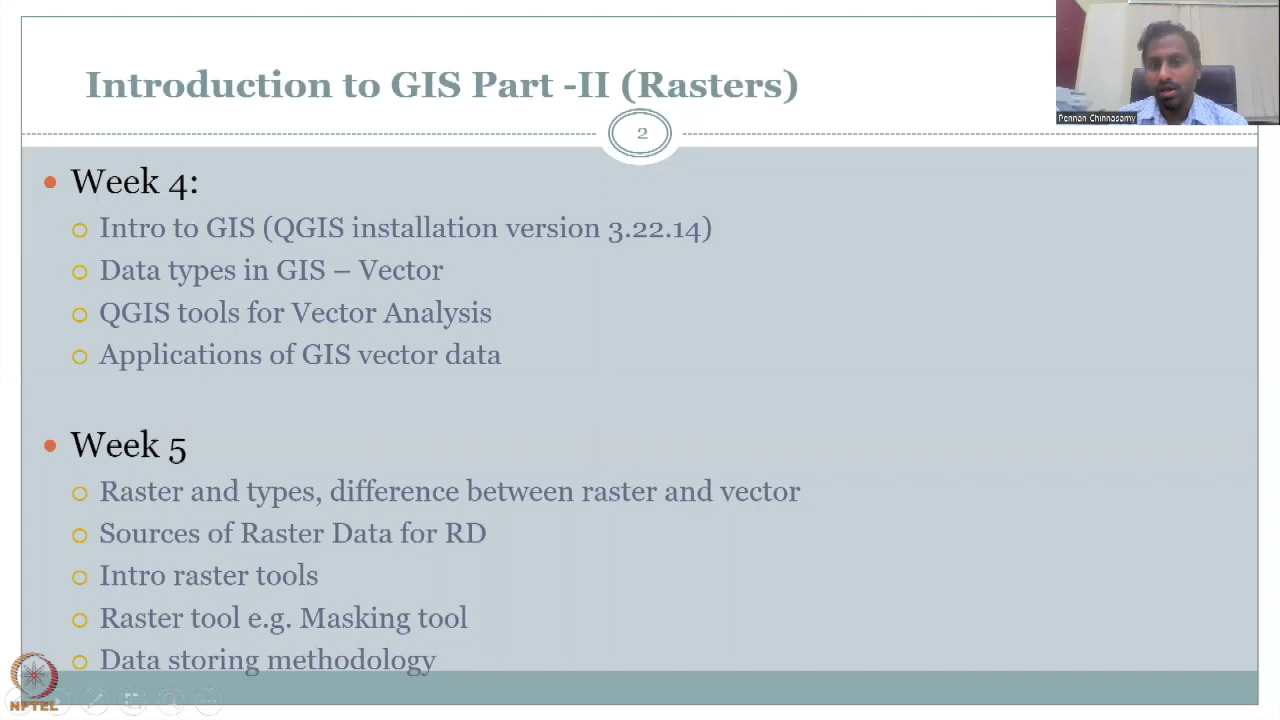 Introduction to GIS Part -II (Rasters)
Pennan Chinnasamy
2
Week 4:
Intro to GIS (QGIS installation version 3.22.14)
Data types in GIS – Vector
QGIS tools for Vector Analysis
Applications of GIS vector data
Week 5
Raster and types, difference between raster and vector
Sources of Raster Data for RD
Intro raster tools
Raster tool e.g. Masking tool
Data storing methodology
NPTEL